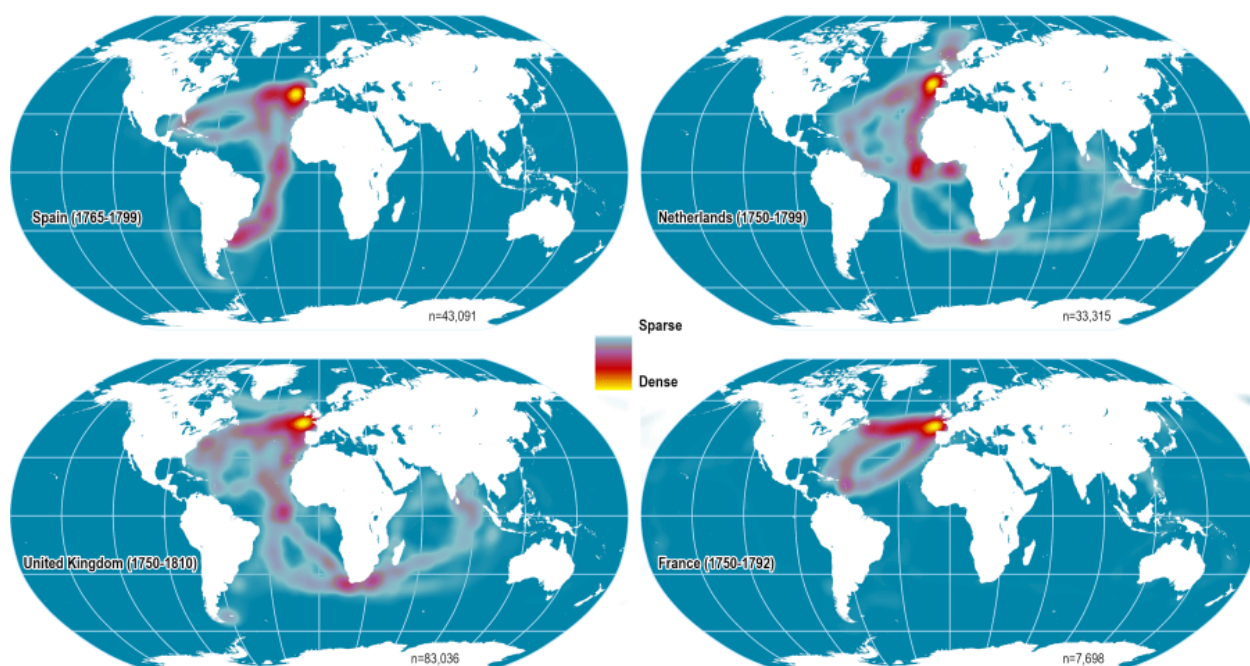 Spain (1765-1799)
n=43,091
Netherlands (1750-1799)
n=33,315
Sparse
Dense
United Kingdom (1750-1810)
n=83,036
France (1750-1792)
n=7,698